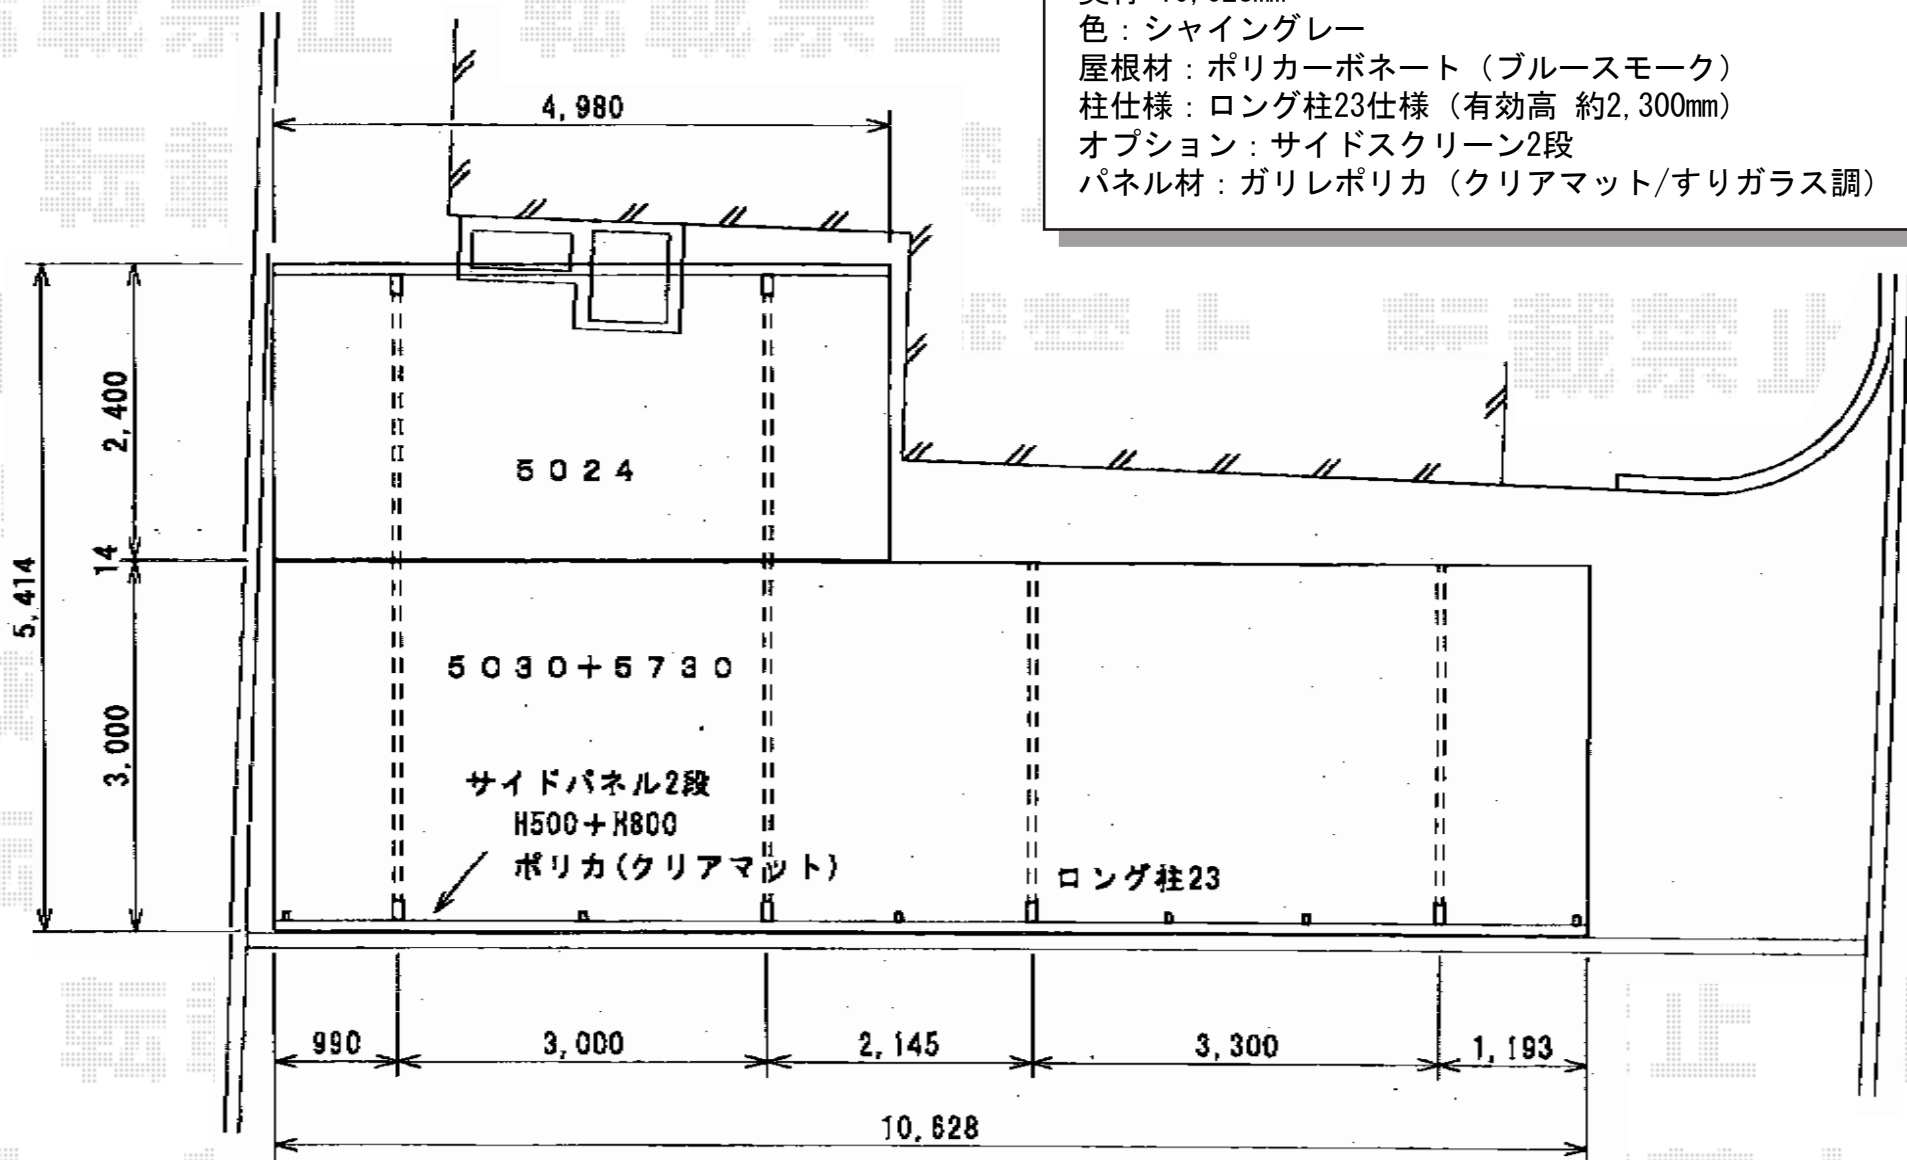 色：シャイングレー
屋根材：ポリカーボネート（ブルースモーク）
柱仕様：ロング柱23仕様（有効高 約2,300mm）
オプション：サイドスクリーン2段
パネル材：ガリレポリカ（クリアマット/すりガラス調）
4,980
2,400
5024
14
5,414
5030+5730
3,000
サイドパネル2段
H500+H800
ポリカ(クリアマット)
ロング柱23
990
3,000
2,145
3,300
1,193
10,628
転載禁止